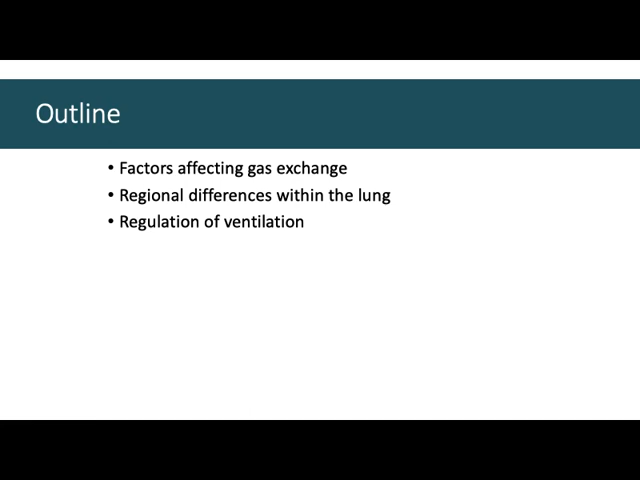 Outline
• Factors affecting gas exchange
• Regional differences within the lung
• Regulation of ventilation